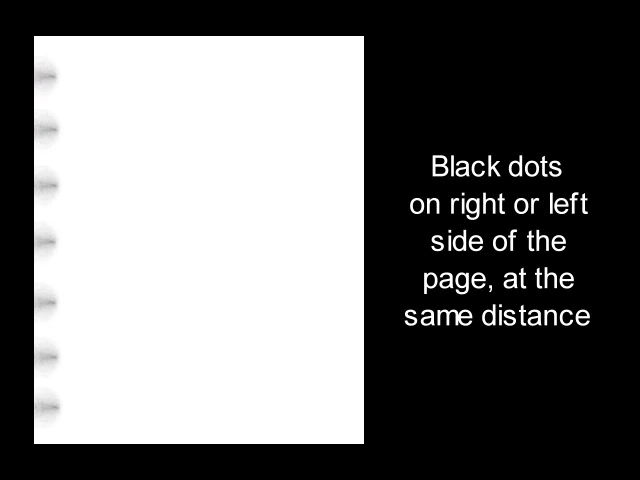 Black dots
on right or left
side of the
page, at the
same distance